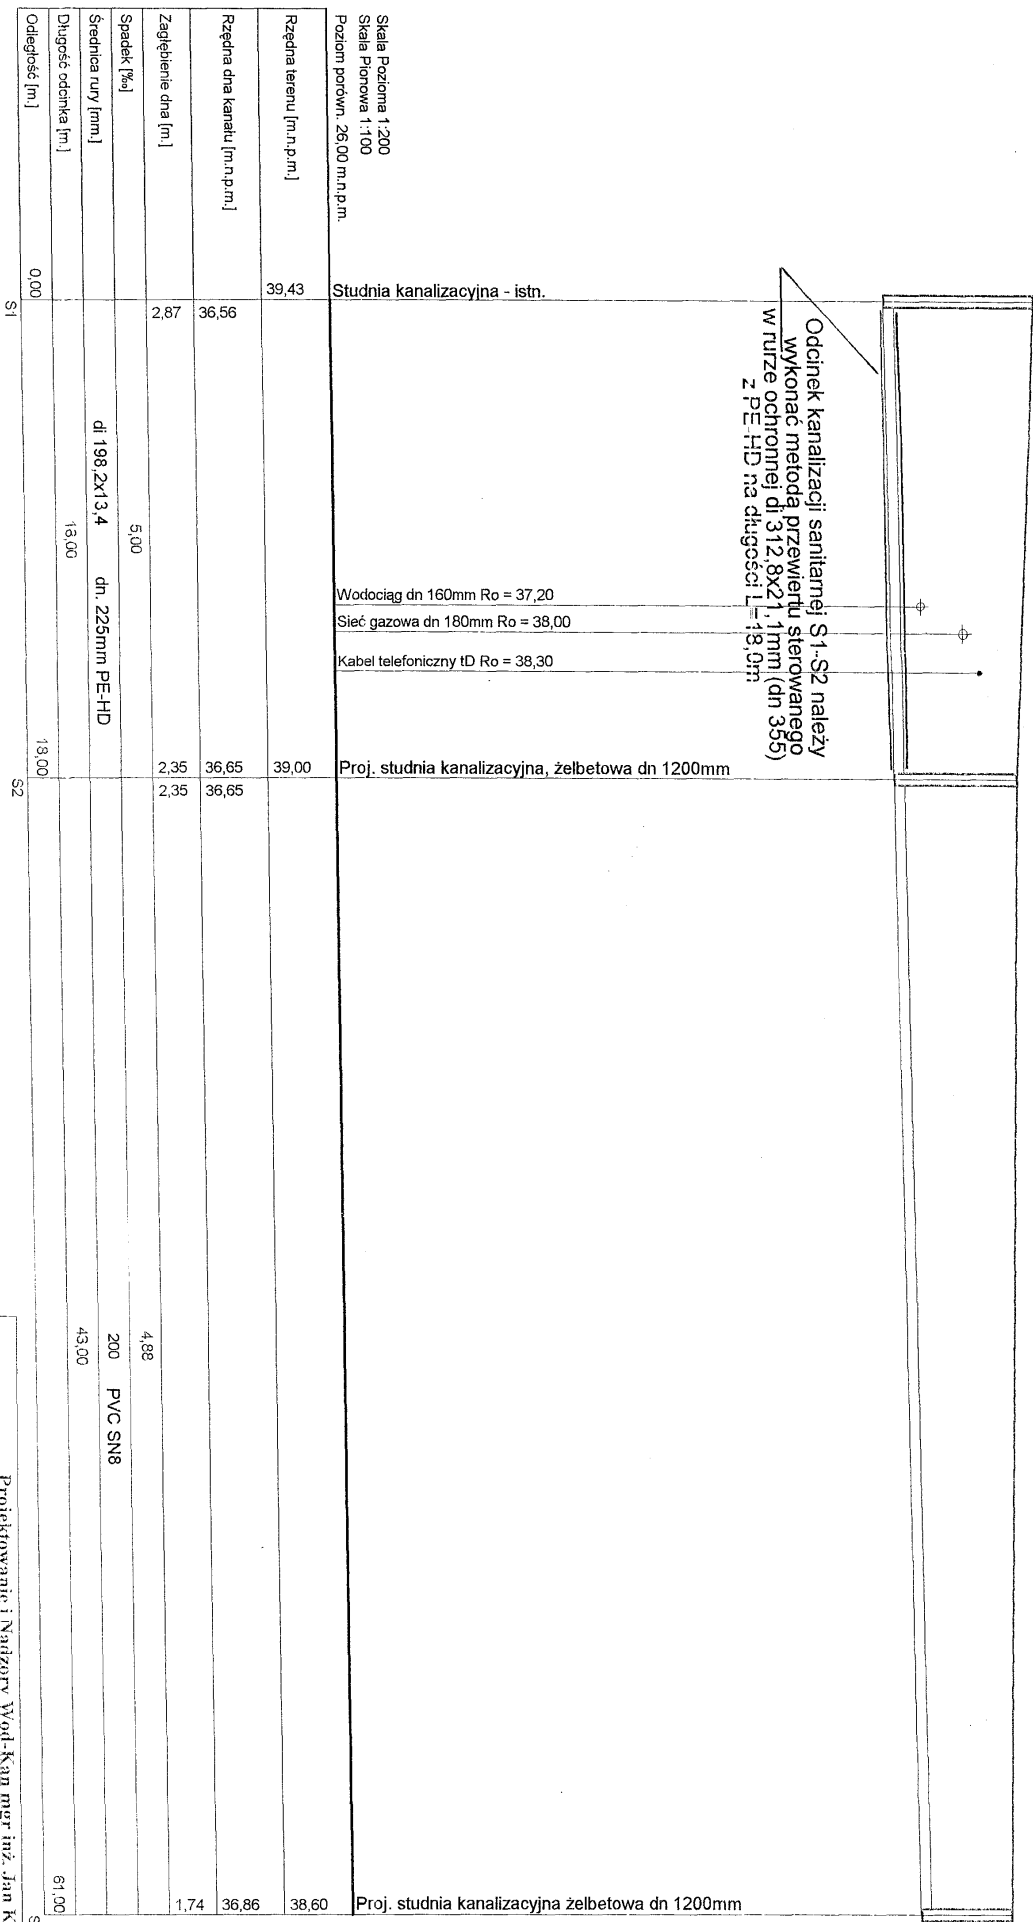 Odcinek kanalizacji sanitarnej S1-S2 należy
wykonać metodą przewiertu sterowanego
w rurze ochronnej di 312,8x21,1mm (dn 355)
z PE-HD na długości L=18,0m
Skala Pozioma 1:200
Skala Pionowa 1:100
Poziom porówn. 26,00 m.n.p.m.
Studnia kanalizacyjna - istn.
Wodociąg dn 160mm Ro = 37,20
Sieć gazowa dn 180mm Ro = 38,00
Kabel telefoniczny tD Ro = 38,30
Proj. studnia kanalizacyjna, żelbetowa dn 1200mm
Proj. studnia kanalizacyjna żelbetowa dn 1200mm
Rzędna terenu [m.n.p.m.] 39,43 39,00 38,60
Rzędna dna kanału [m.n.p.m.] 36,56 36,65 36,65 36,86
Zagłębienie dna [m.] 2,87 2,35 2,35 1,74
Spadek [‰] 5,00 4,88
Średnica rury [mm.] di 198,2x13,4 dn. 225mm PE-HD 200 PVC SN8
Długość odcinka [m.] 18,00 43,00
Odległość [m.] 0,00 18,00 61,00
S1 S2
Projektowanie i Nadzory Wod-Kan mgr inż. Jan K